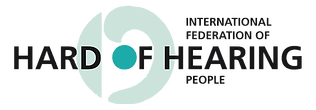 INTERNATIONAL
FEDERATION OF
HARD OF HEARING
PEOPLE